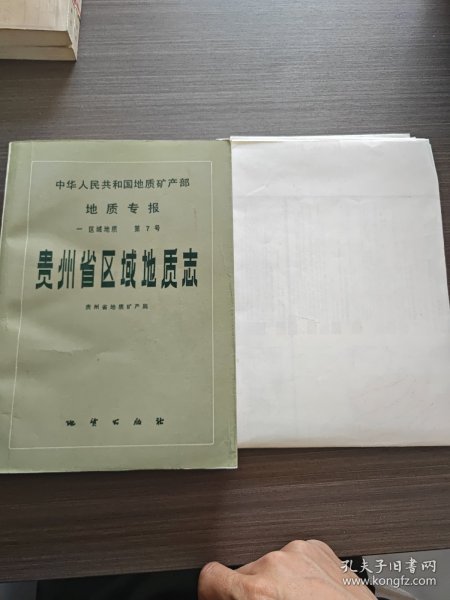 中华人民共和国地质矿产部
地质专报
一 区域地质 第7号
贵州省区域地质志
贵州省地质矿产局
地质出版社
孔夫子旧书网
www.kongfz.com